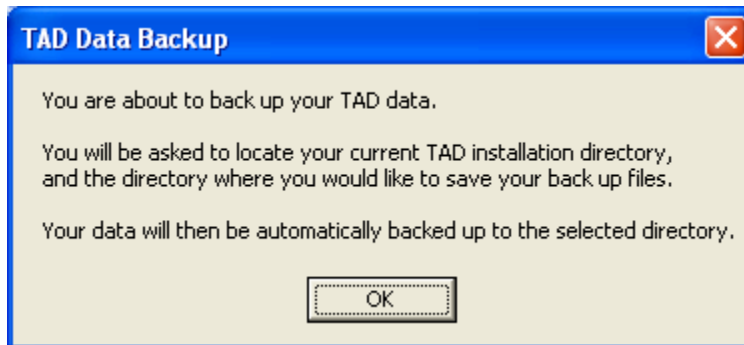 TAD Data Backup
You are about to back up your TAD data.
You will be asked to locate your current TAD installation directory,
and the directory where you would like to save your back up files.
Your data will then be automatically backed up to the selected directory.
OK